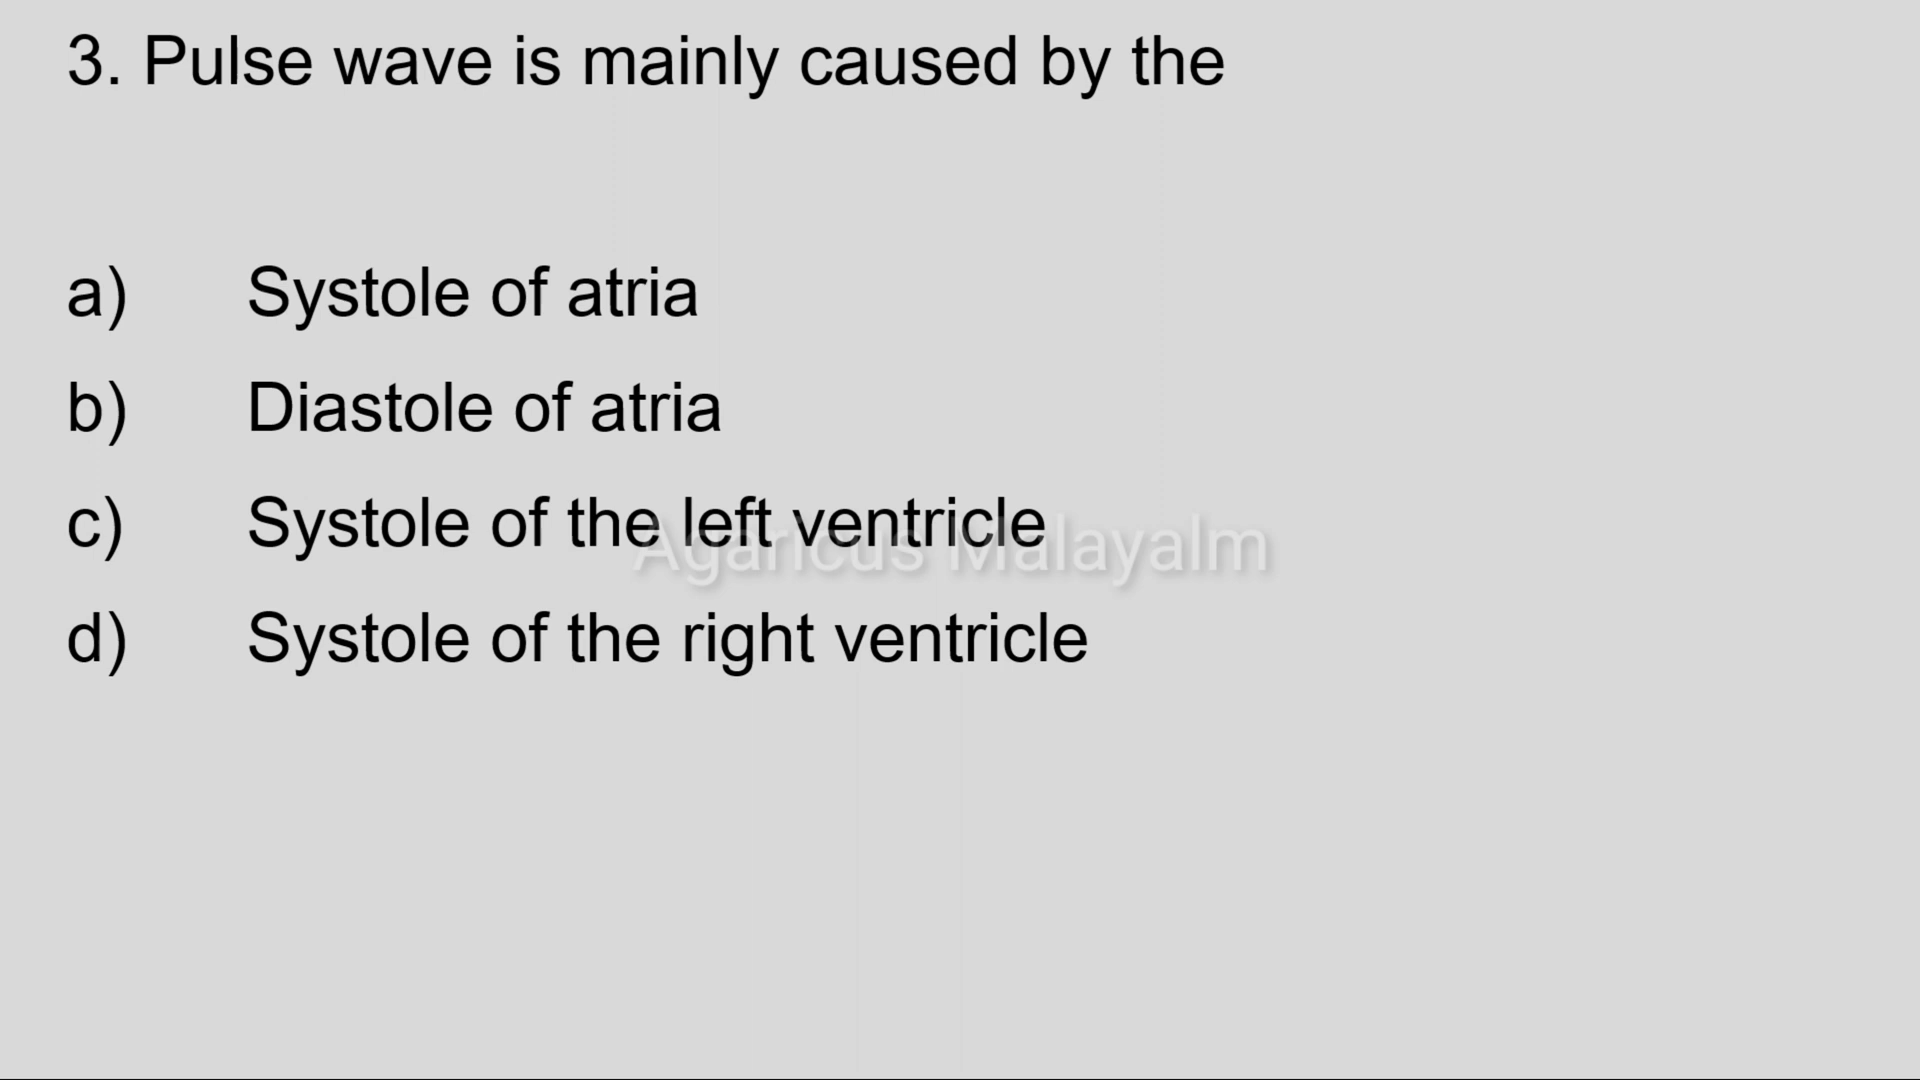 3. Pulse wave is mainly caused by the
a) Systole of atria
b) Diastole of atria
c) Systole of the left ventricle
Agaricus Malayalm
d) Systole of the right ventricle